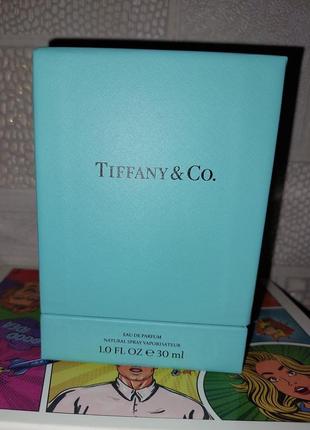 TIFFANY & CO.
EAU DE PARFUM
NATURAL SPRAY VAPORISATEUR
1.0 FL OZ ℮ 30 ml